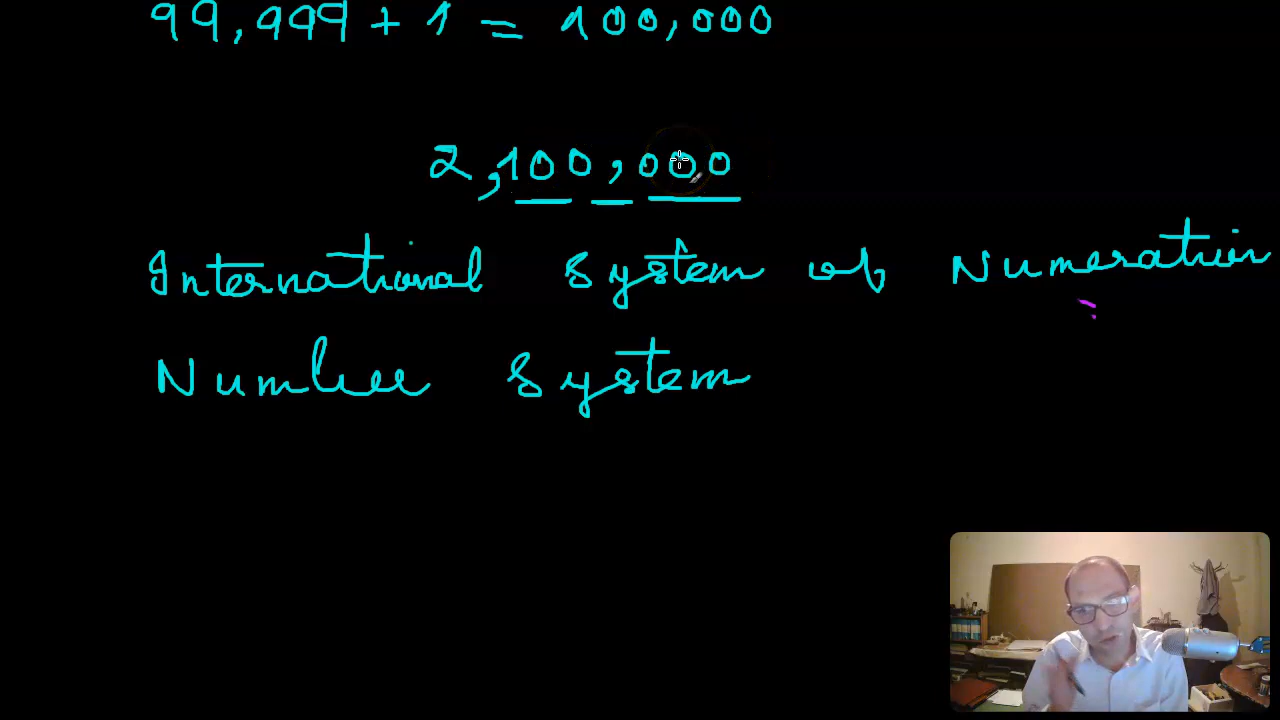 99,999 + 1 = 100,000
2,100,000
International System of Numeration
Number System